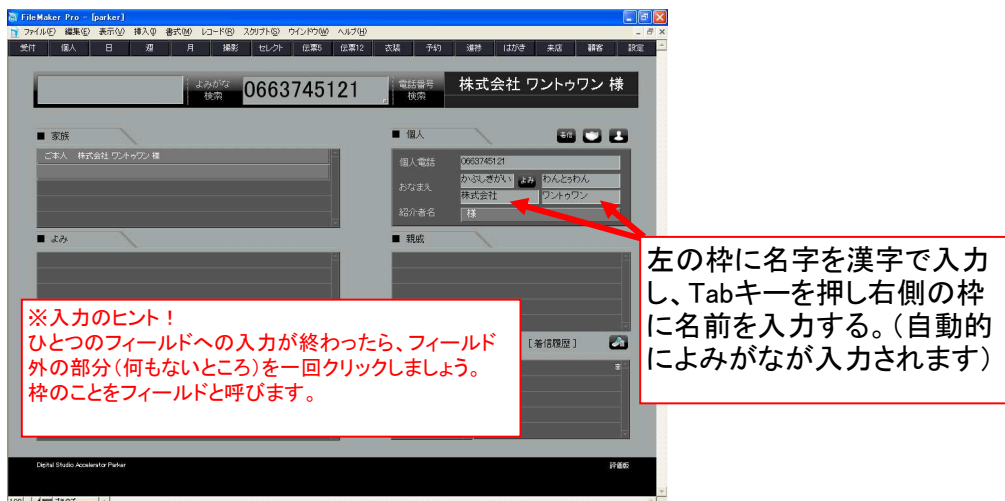 FileMaker Pro - [parker]
ファイル(F) 編集(E) 表示(V) 挿入(I) 書式(M) レコード(R) スクリプト(S) ウインドウ(W) ヘルプ(H)
受付 個人 日 週 月 撮影 セレクト 伝票5 伝票12 衣装 予約 進捗 はがき 来店 顧客 設定
よみがな
検索
0663745121
電話番号
検索
株式会社 ワントゥワン 様
■ 家族
ご本人 株式会社 ワントゥワン 様
■ 個人
着信
個人電話 0663745121
おなまえ かぶしきがい よみ わんとぅわん
株式会社 ワントゥワン
紹介者名 様
■ よみ
■ 親戚
左の枠に名字を漢字で入力
し、Tabキーを押し右側の枠
に名前を入力する。(自動的
によみがなが入力されます)
※入力のヒント!
ひとつのフィールドへの入力が終わったら、フィールド
外の部分(何もないところ)を一回クリックしましょう。
枠のことをフィールドと呼びます。
[着信履歴]
Digital Studio Accelerator Parker
評価版